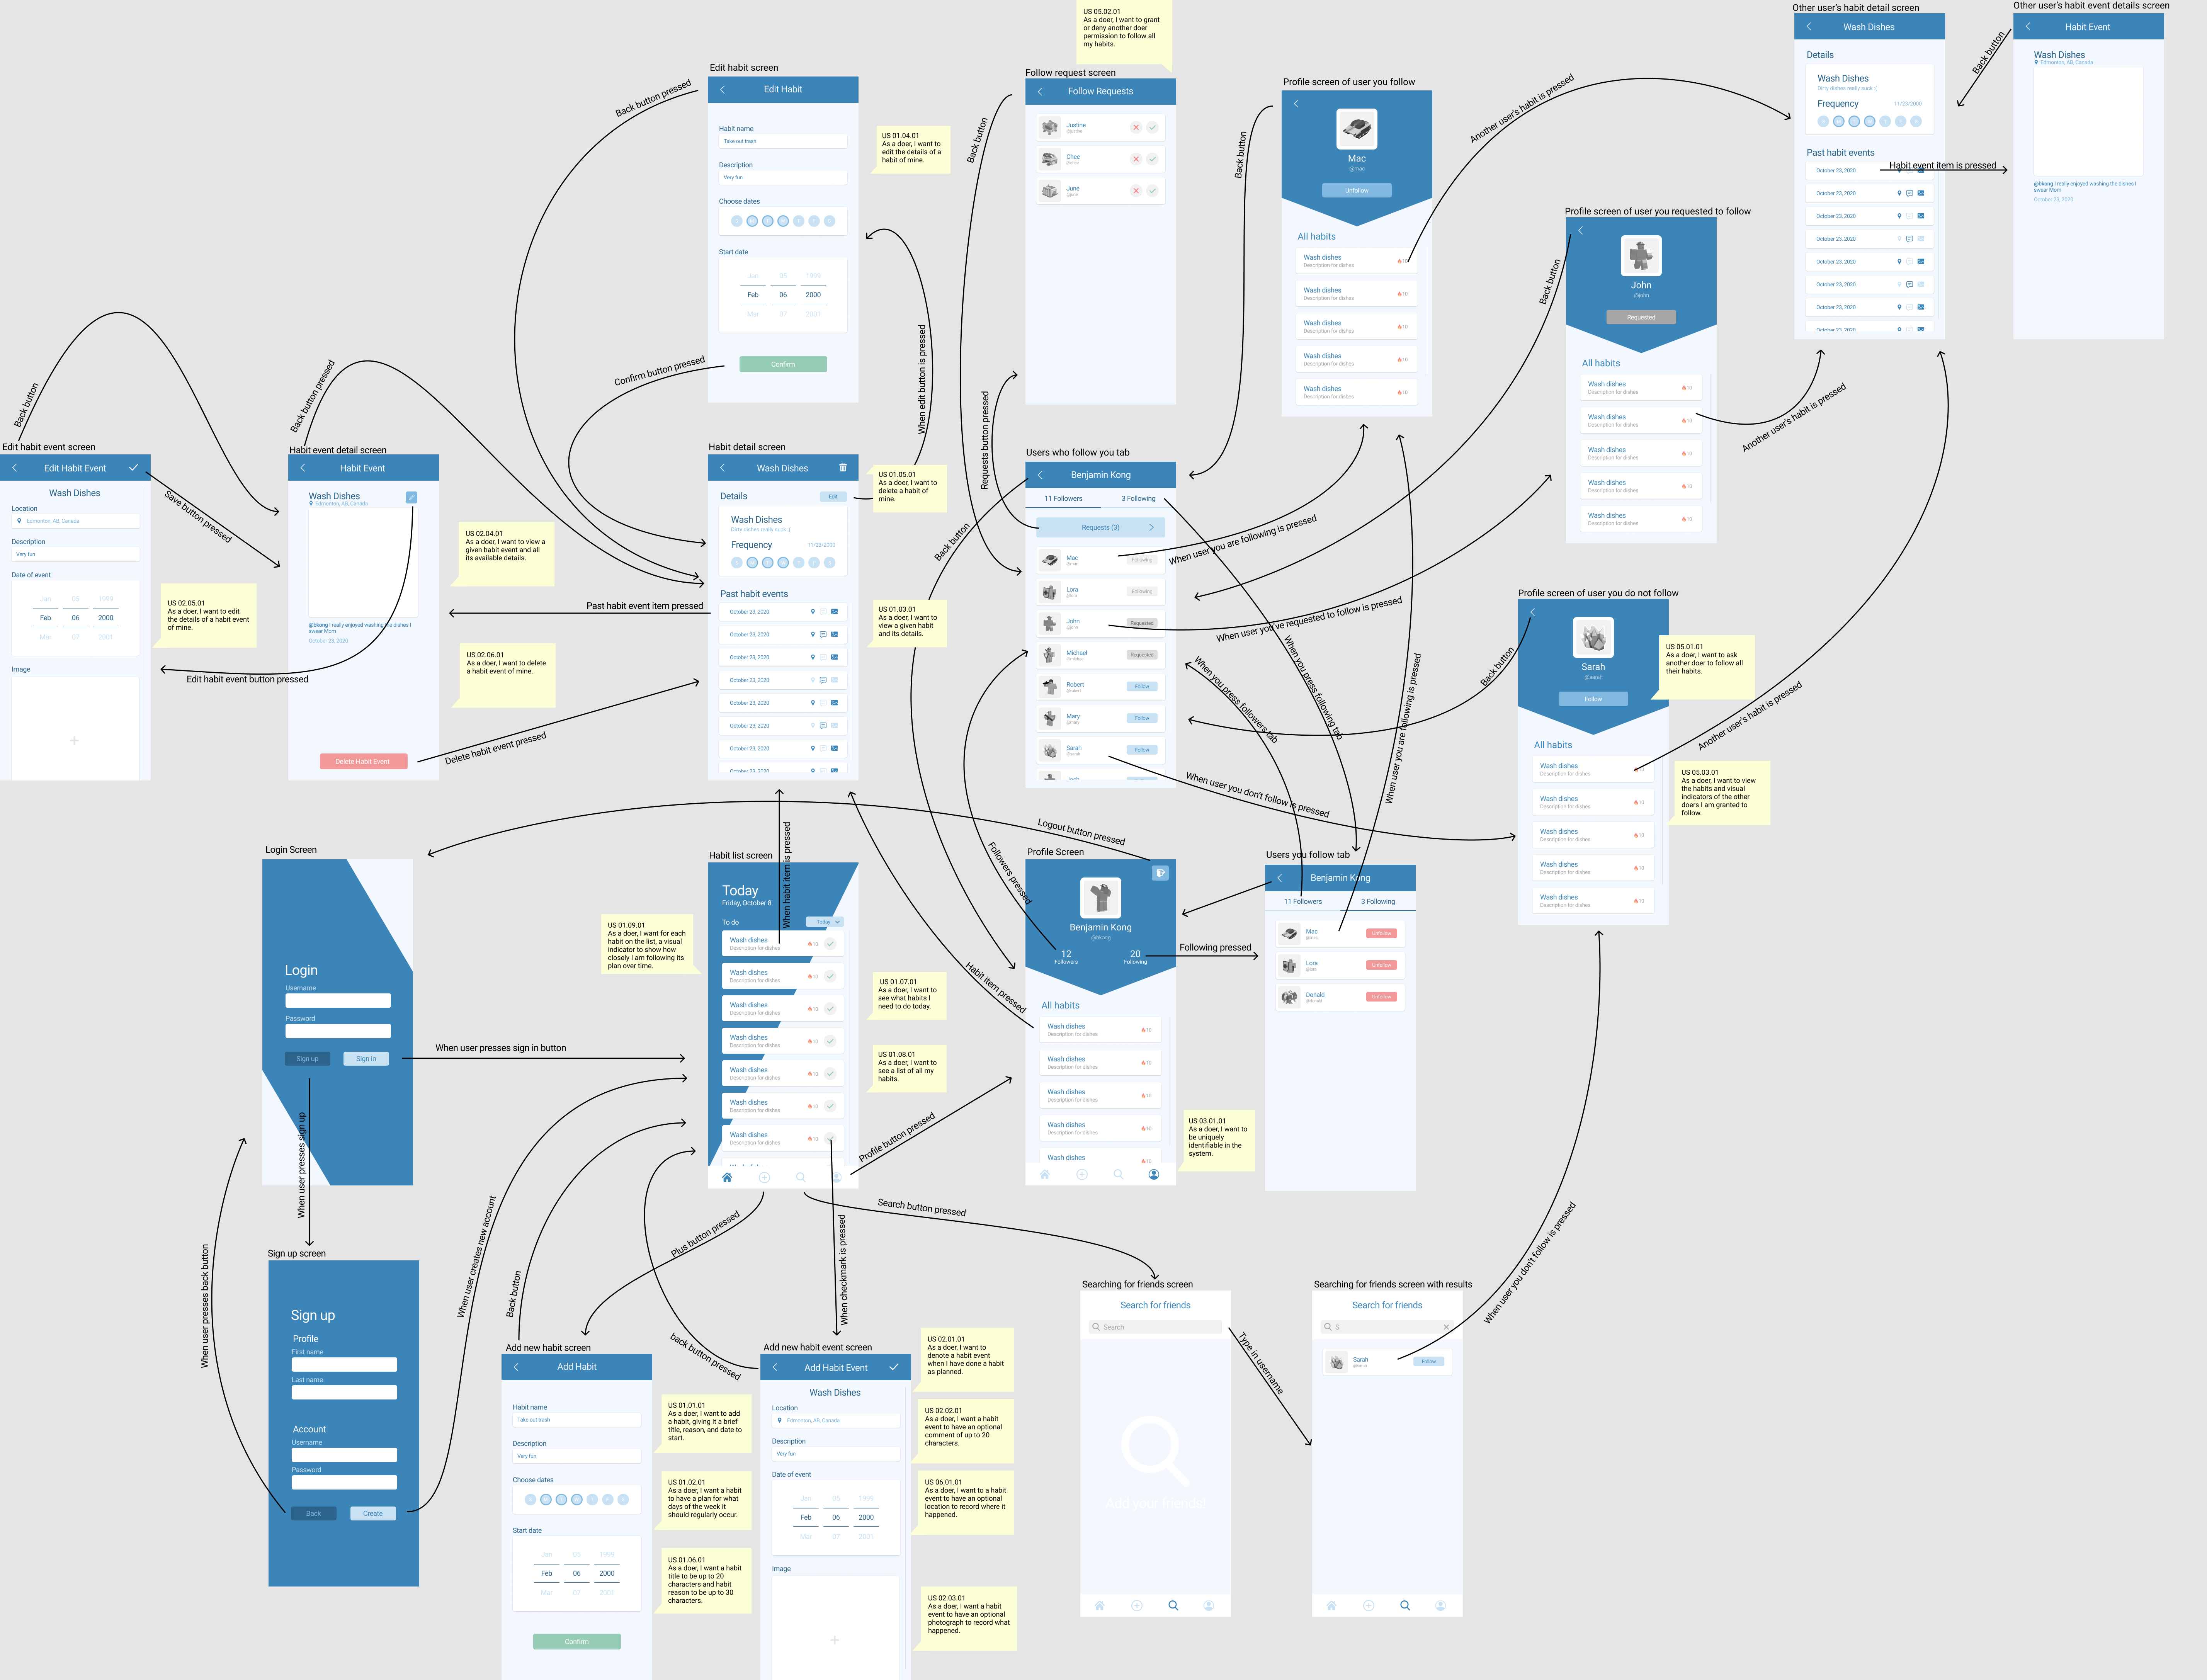 US 05.02.01
As a doer, I want to grant
or deny another doer
permission to follow all
my habits.
Other user's habit detail screen
Wash Dishes
Details
Wash Dishes
Dirty dishes really suck :(
Frequency
11/23/2000
Past habit events
October 23, 2020
October 23, 2020
October 23, 2020
October 23, 2020
October 23, 2020
October 23, 2020
October 23, 2020
October 23, 2020
Other user's habit event details screen
Habit Event
Wash Dishes
Edmonton, AB, Canada
@bkong I really enjoyed washing the dishes I
swear Mom
October 23, 2020
Back button
Habit event item is pressed
Edit habit screen
Edit Habit
Habit name
Take out trash
Description
Very fun
Choose dates
Start date
Jan 05 1999
Feb 06 2000
Mar 07 2001
Confirm
Back button pressed
Confirm button pressed
When edit button is pressed
US 01.04.01
As a doer, I want to
edit the details of a
habit of mine.
Follow request screen
Follow Requests
Justine
@justine
Chee
@chee
June
@june
Back button
Requests button pressed
Profile screen of user you follow
Mac
@mac
Unfollow
All habits
Wash dishes
Description for dishes
10
Wash dishes
Description for dishes
10
Wash dishes
Description for dishes
10
Wash dishes
Description for dishes
10
Wash dishes
Description for dishes
10
Back button
Another user's habit is pressed
Profile screen of user you requested to follow
John
@john
Requested
All habits
Wash dishes
Description for dishes
10
Wash dishes
Description for dishes
10
Wash dishes
Description for dishes
10
Wash dishes
Description for dishes
10
Wash dishes
Description for dishes
10
Back button
Another user's habit is pressed
Edit habit event screen
Edit Habit Event
Wash Dishes
Location
Edmonton, AB, Canada
Description
Very fun
Date of event
Jan 05 1999
Feb 06 2000
Mar 07 2001
Image
Back button
Save button pressed
US 02.05.01
As a doer, I want to edit
the details of a habit event
of mine.
Habit event detail screen
Habit Event
Wash Dishes
Edmonton, AB, Canada
@bkong I really enjoyed washing the dishes I
swear Mom
October 23, 2020
Delete Habit Event
Back button pressed
Edit habit event button pressed
Delete habit event pressed
US 02.04.01
As a doer, I want to view a
given habit event and all
its available details.
US 02.06.01
As a doer, I want to delete
a habit event of mine.
Past habit event item pressed
Habit detail screen
Wash Dishes
Details
Edit
Wash Dishes
Dirty dishes really suck :(
Frequency
11/23/2000
Past habit events
October 23, 2020
October 23, 2020
October 23, 2020
October 23, 2020
October 23, 2020
October 23, 2020
October 23, 2020
October 23, 2020
US 01.05.01
As a doer, I want to
delete a habit of
mine.
US 01.03.01
As a doer, I want to
view a given habit
and its details.
Users who follow you tab
Benjamin Kong
11 Followers
3 Following
Requests (3)
Mac
@mac
Following
Lora
@lora
Following
John
@john
Requested
Michael
@michael
Requested
Robert
@robert
Follow
Mary
@mary
Follow
Sarah
@sarah
Follow
Back button
When user you are following is pressed
When user you've requested to follow is pressed
When you press followers tab
When you press following tab
When user you are following is pressed
When user you don't follow is pressed
Profile screen of user you do not follow
Sarah
@sarah
Follow
All habits
Wash dishes
Description for dishes
10
Wash dishes
Description for dishes
10
Wash dishes
Description for dishes
10
Wash dishes
Description for dishes
10
Wash dishes
Description for dishes
10
Back button
Another user's habit is pressed
US 05.01.01
As a doer, I want to ask
another doer to follow all
their habits.
US 05.03.01
As a doer, I want to view
the habits and visual
indicators of the other
doers I am granted to
follow.
Login Screen
Login
Username
Password
Sign up
Sign in
When user presses sign in button
When user presses sign up
When user presses back button
Habit list screen
Today
Friday, October 8
To do
Today
Wash dishes
Description for dishes
10
Wash dishes
Description for dishes
10
Wash dishes
Description for dishes
10
Wash dishes
Description for dishes
10
Wash dishes
Description for dishes
10
Wash dishes
Description for dishes
10
Wash dishes
Description for dishes
10
When habit item is pressed
US 01.09.01
As a doer, I want for each
habit on the list, a visual
indicator to show how
closely I am following its
plan over time.
US 01.07.01
As a doer, I want to
see what habits I
need to do today.
US 01.08.01
As a doer, I want to
see a list of all my
habits.
Logout button pressed
Followers pressed
Habit item pressed
Profile button pressed
Profile Screen
Benjamin Kong
@bkong
12
Followers
20
Following
All habits
Wash dishes
Description for dishes
10
Wash dishes
Description for dishes
10
Wash dishes
Description for dishes
10
Wash dishes
Description for dishes
10
Wash dishes
10
Following pressed
Users you follow tab
Benjamin Kong
11 Followers
3 Following
Mac
@mac
Unfollow
Lora
@lora
Unfollow
Donald
@donald
Unfollow
US 03.01.01
As a doer, I want to
be uniquely
identifiable in the
system.
Sign up screen
Sign up
Profile
First name
Last name
Account
Username
Password
Back
Create
When user creates new account
Back button
Plus button pressed
back button pressed
When checkmark is pressed
Search button pressed
Add new habit screen
Add Habit
Habit name
Take out trash
Description
Very fun
Choose dates
Start date
Jan 05 1999
Feb 06 2000
Mar 07 2001
Confirm
US 01.01.01
As a doer, I want to add
a habit, giving it a brief
title, reason, and date to
start.
US 01.02.01
As a doer, I want a habit
to have a plan for what
days of the week it
should regularly occur.
US 01.06.01
As a doer, I want a habit
title to be up to 20
characters and habit
reason to be up to 30
characters.
Add new habit event screen
Add Habit Event
Wash Dishes
Location
Edmonton, AB, Canada
Description
Very fun
Date of event
Jan 05 1999
Feb 06 2000
Mar 07 2001
Image
US 02.01.01
As a doer, I want to
denote a habit event
when I have done a habit
as planned.
US 02.02.01
As a doer, I want a habit
event to have an optional
comment of up to 20
characters.
US 06.01.01
As a doer, I want to a habit
event to have an optional
location to record where it
happened.
US 02.03.01
As a doer, I want a habit
event to have an optional
photograph to record what
happened.
Searching for friends screen
Search for friends
Search
Add your friends!
Type in username
Searching for friends screen with results
Search for friends
S
Sarah
@sarah
Follow
When user you don't follow is pressed